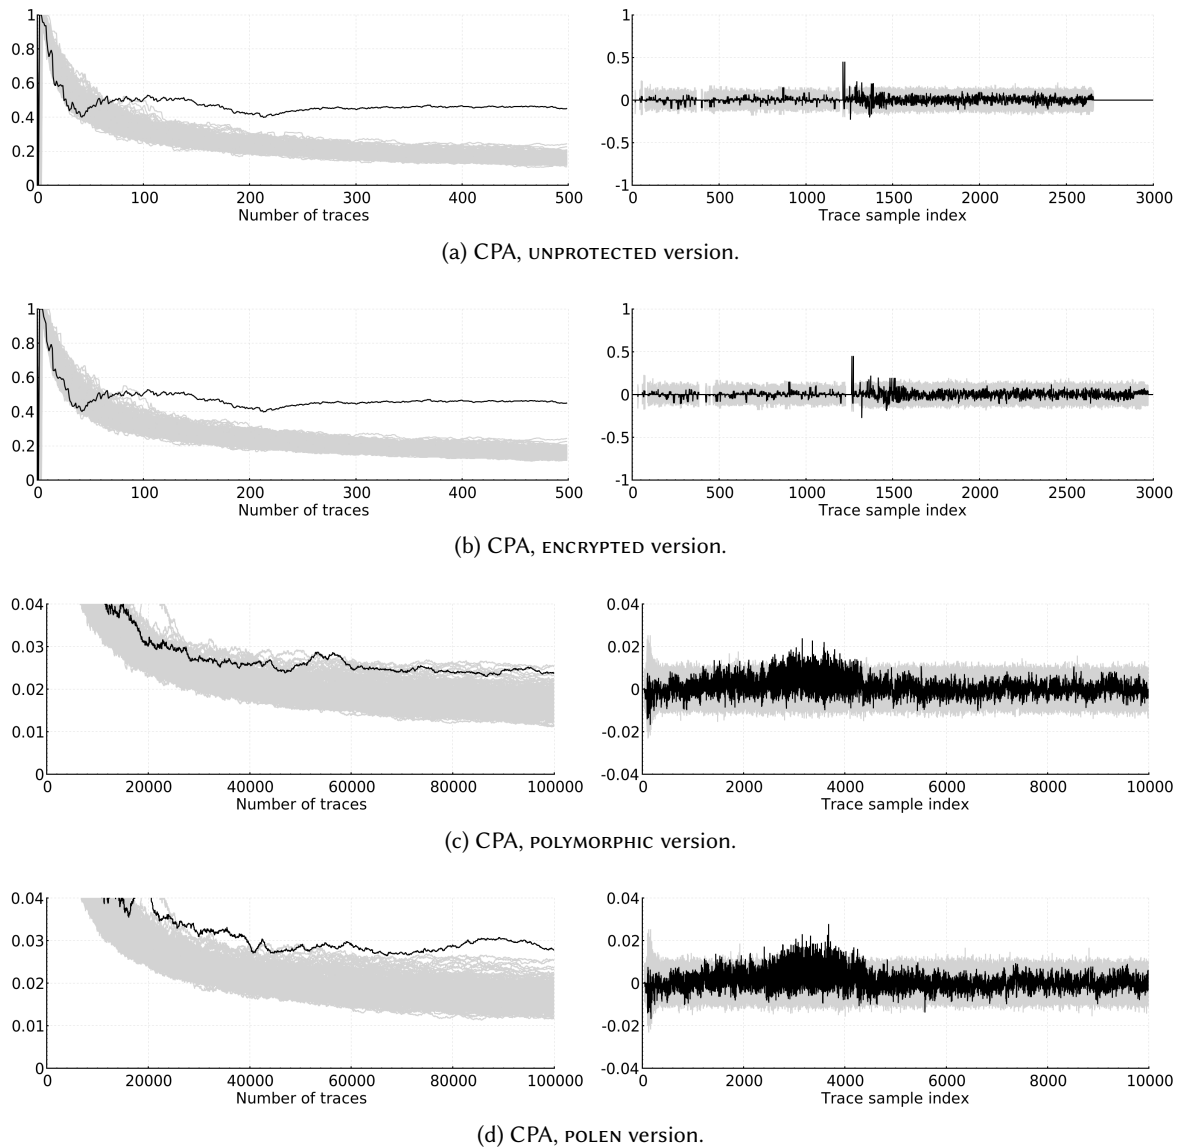 1
0.8
0.6
0.4
0.2
0
0 100 200 300 400 500
Number of traces
1
0.5
0
-0.5
-1
0 500 1000 1500 2000 2500 3000
Trace sample index
(a) CPA, UNPROTECTED version.
1
0.8
0.6
0.4
0.2
0
0 100 200 300 400 500
Number of traces
1
0.5
0
-0.5
-1
0 500 1000 1500 2000 2500 3000
Trace sample index
(b) CPA, ENCRYPTED version.
0.04
0.03
0.02
0.01
0
0 20000 40000 60000 80000 100000
Number of traces
0.04
0.02
0
-0.02
-0.04
0 2000 4000 6000 8000 10000
Trace sample index
(c) CPA, POLYMORPHIC version.
0.04
0.03
0.02
0.01
0
0 20000 40000 60000 80000 100000
Number of traces
0.04
0.02
0
-0.02
-0.04
0 2000 4000 6000 8000 10000
Trace sample index
(d) CPA, POLEN version.